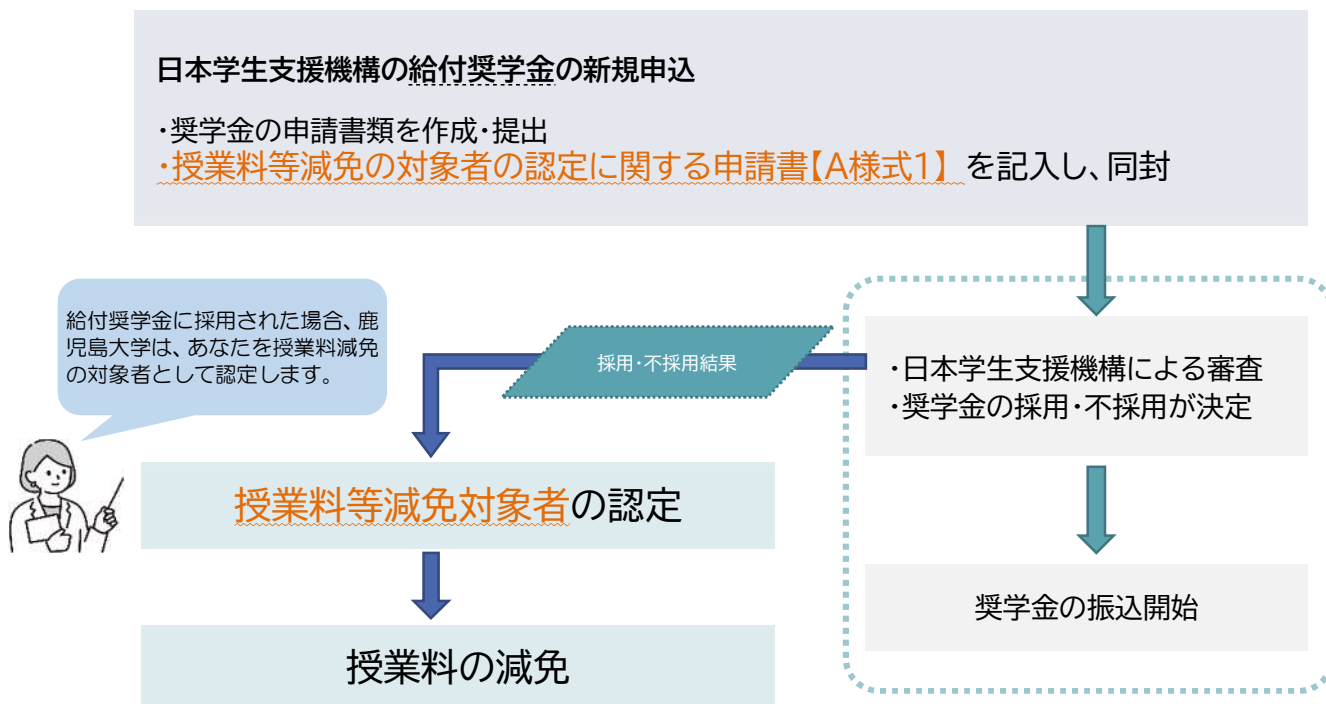 日本学生支援機構の給付奨学金の新規申込
・奨学金の申請書類を作成・提出
・授業料等減免の対象者の認定に関する申請書【A様式1】 を記入し、同封
給付奨学金に採用された場合、鹿
児島大学は、あなたを授業料減免
の対象者として認定します。
採用・不採用結果
・日本学生支援機構による審査
・奨学金の採用・不採用が決定
授業料等減免対象者の認定
奨学金の振込開始
授業料の減免